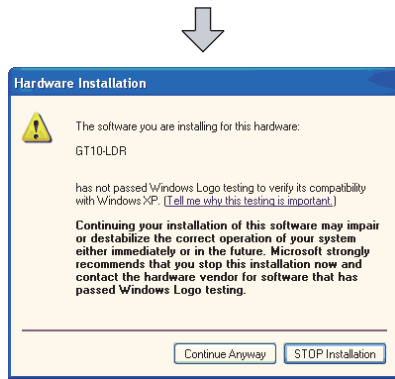 Hardware Installation
The software you are installing for this hardware:
GT10-LDR
has not passed Windows Logo testing to verify its compatibility
with Windows XP. (Tell me why this testing is important.)
Continuing your installation of this software may impair
or destabilize the correct operation of your system
either immediately or in the future. Microsoft strongly
recommends that you stop this installation now and
contact the hardware vendor for software that has
passed Windows Logo testing.
Continue Anyway STOP Installation